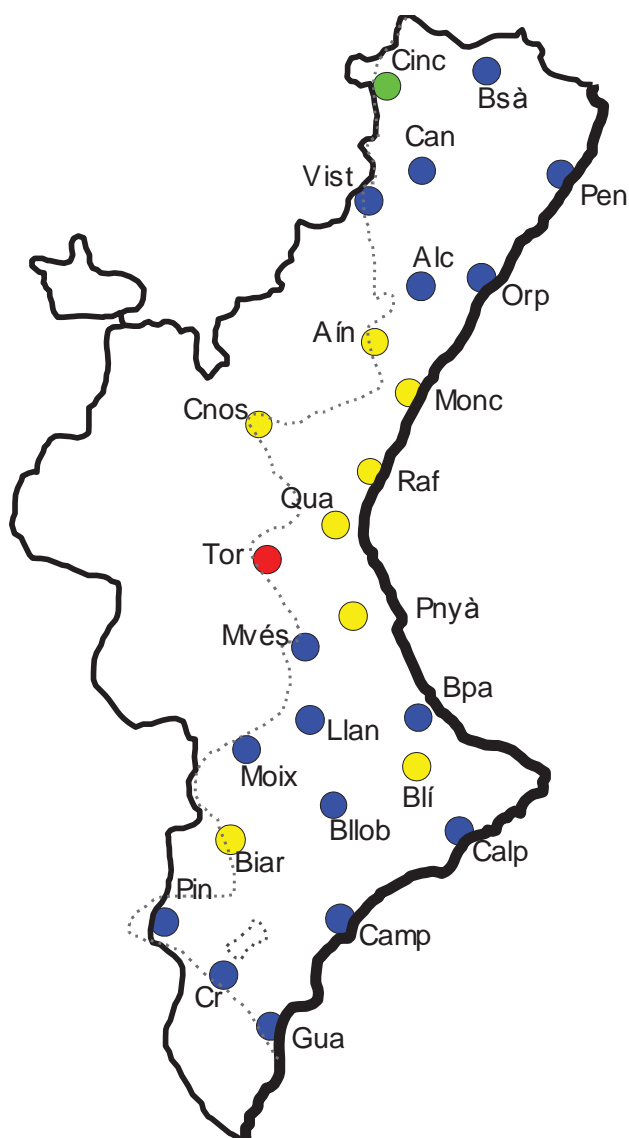 Cinc
Bsà
Can
Vist
Pen
Alc
Orp
Aín
Monc
Cnos
Raf
Qua
Tor
Pnyà
Mvés
Bpa
Llan
Moix
Blí
Bllob
Calp
Biar
Pin
Camp
Cr
Gua